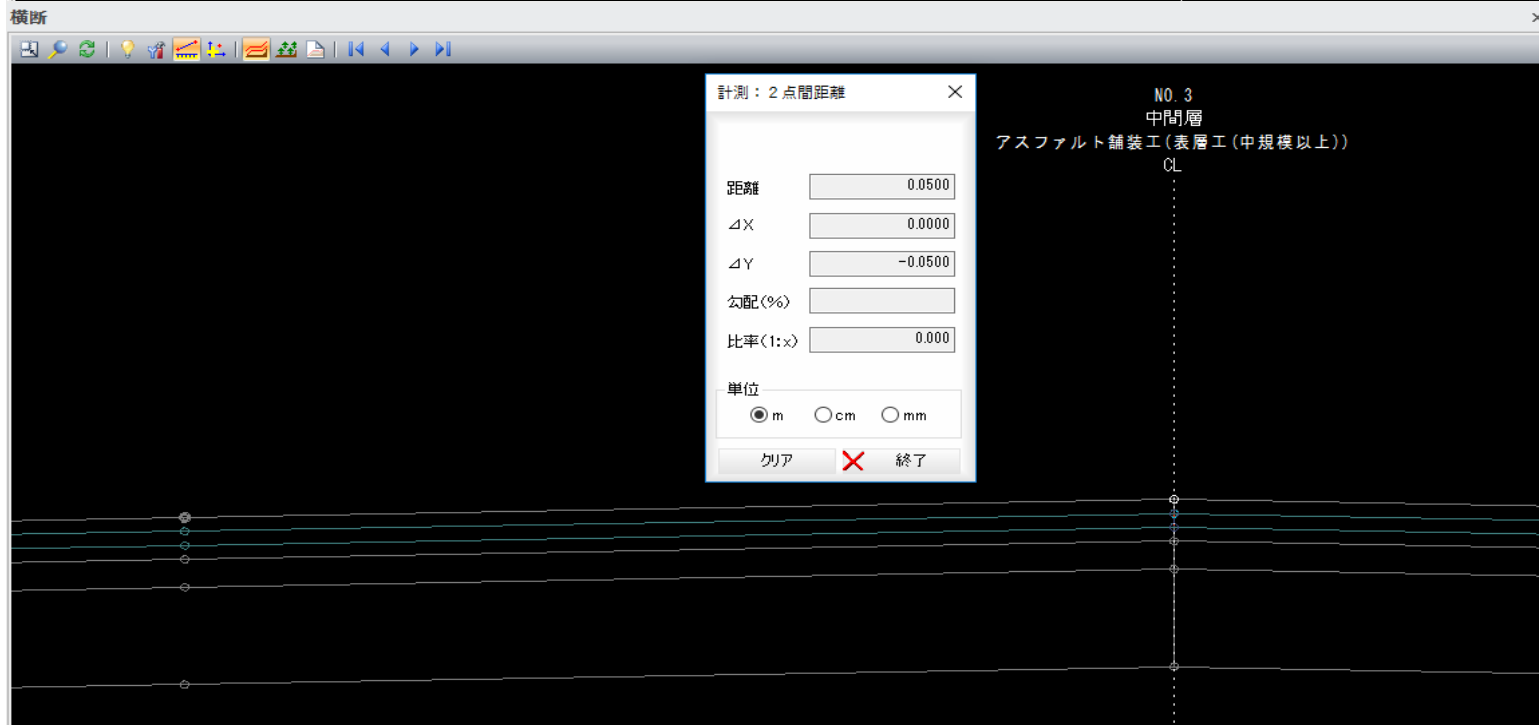 横断
計測：２点間距離
NO. 3
中間層
アスファルト舗装工(表層工(中規模以上))
CL
距離 0.0500
⊿X 0.0000
⊿Y -0.0500
勾配(%)
比率(1:x) 0.000
単位
m cm mm
クリア 終了